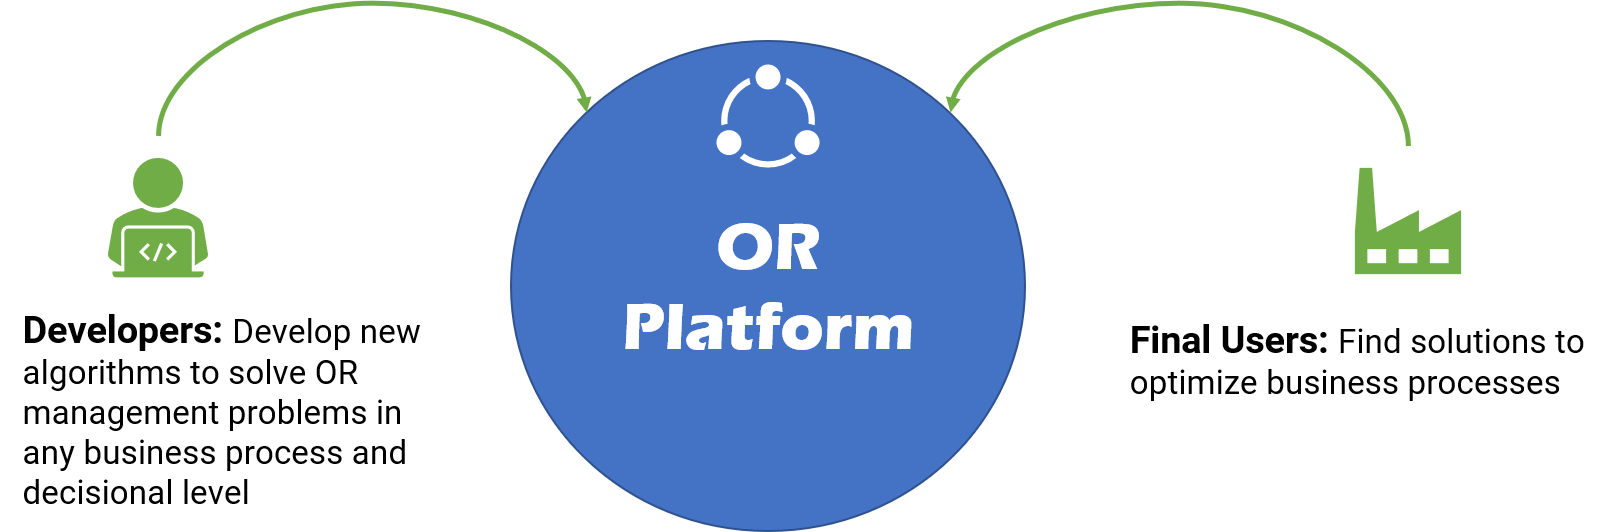 OR
Platform
Developers: Develop new
algorithms to solve OR
management problems in
any business process and
decisional level
Final Users: Find solutions to
optimize business processes